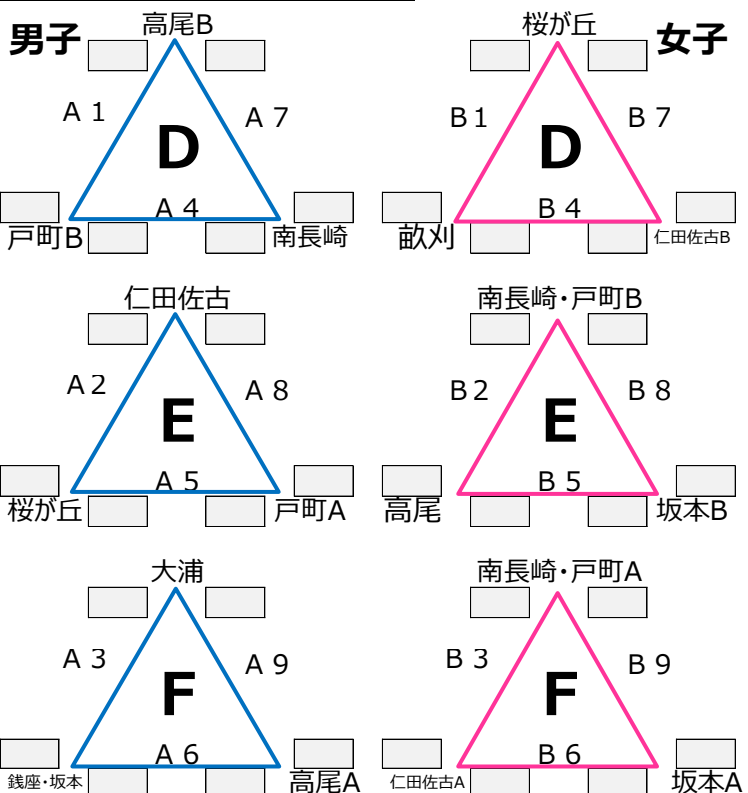 男子
高尾B
桜が丘
女子
A 1
A 7
B 1
B 7
D
D
A 4
B 4
戸町B
南長崎
畝刈
仁田佐古B
仁田佐古
南長崎・戸町B
A 2
A 8
B 2
B 8
E
E
A 5
B 5
桜が丘
戸町A
高尾
坂本B
大浦
南長崎・戸町A
A 3
A 9
B 3
B 9
F
F
A 6
B 6
銭座・坂本
高尾A
仁田佐古A
坂本A